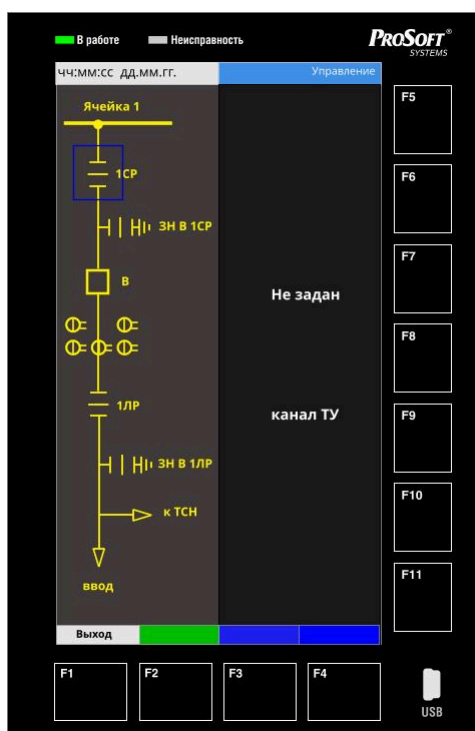 В работе
Неисправность
PROSOFT®
SYSTEMS
чч:мм:сс дд.мм.гг.
Управление
Ячейка 1
1СР
ЗН В 1СР
В
Не задан
канал ТУ
1ЛР
ЗН В 1ЛР
к ТСН
ввод
Выход
F5
F6
F7
F8
F9
F10
F11
F1
F2
F3
F4
USB